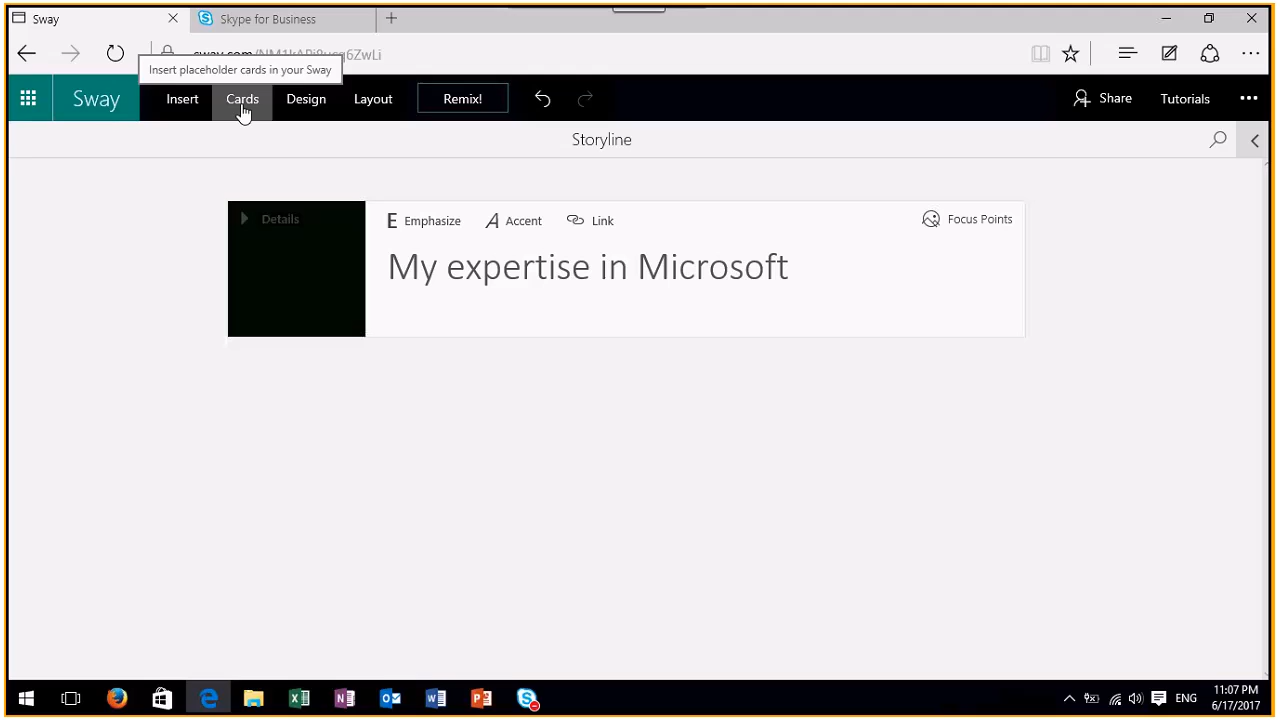 Sway
Skype for Business
Insert placeholder cards in your Sway
Sway
Insert
Cards
Design
Layout
Remix!
Share
Tutorials
Storyline
Details
E Emphasize
A Accent
Link
Focus Points
My expertise in Microsoft
ENG
11:07 PM
6/17/2017